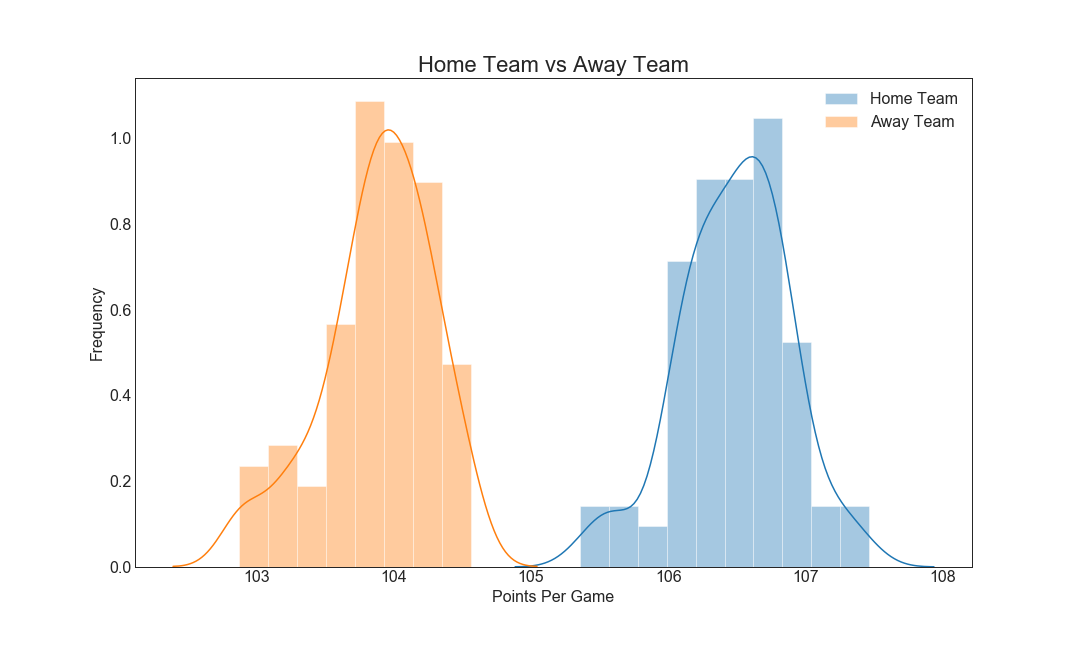 Home Team vs Away Team
Home Team
Away Team
Frequency
1.0
0.8
0.6
0.4
0.2
0.0
103 104 105 106 107 108
Points Per Game